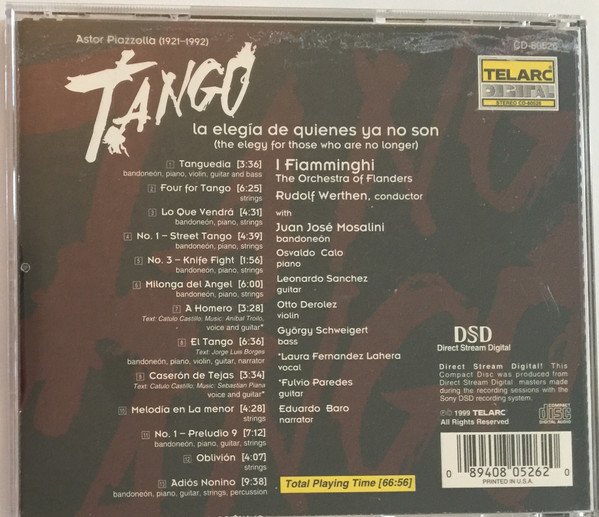 Astor Piazzolla (1921–1992)
TANGO
la elegía de quienes ya no son
(the elegy for those who are no longer)
1 Tanguedia [3:36]
bandoneón, piano, violin, guitar and bass
2 Four for Tango [6:25]
strings
3 Lo Que Vendrá [4:31]
bandoneón, piano, strings
4 No. 1 – Street Tango [4:39]
bandoneón, piano, strings
5 No. 3 – Knife Fight [1:56]
bandoneón, piano, strings
6 Milonga del Angel [6:00]
bandoneón, piano, strings
7 A Homero [3:28]
Text: Catulo Castillo; Music: Anibal Troilo,
voice and guitar*
8 El Tango [6:36]
Text: Jorge Luis Borges
bandoneón, piano, violin, guitar, narrator
9 Caserón de Tejas [3:34]
Text: Catulo Castillo; Music: Sebastian Piana
voice and guitar*
10 Melodía en La menor [4:28]
strings
11 No. 1 – Preludio 9 [7:12]
bandoneón, piano, guitar, strings
12 Oblivión [4:07]
bandoneón, strings
13 Adiós Nonino [9:38]
bandoneón, piano, guitar, strings, percussion
I Fiamminghi
The Orchestra of Flanders
Rudolf Werthen, conductor
with
Juan José Mosalini
bandoneón
Osvaldo Calo
piano
Leonardo Sanchez
guitar
Otto Derolez
violin
György Schweigert
bass
*Laura Fernandez Lahera
vocal
*Fulvio Paredes
guitar
Eduardo Baro
narrator
Total Playing Time [66:56]
CD-80526
TELARC
DIGITAL
STEREO CD-80526
DSD
Direct Stream Digital
Direct Stream Digital! This
Compact Disc was produced from
Direct Stream Digital masters made
during the recording sessions with the
Sony DSD recording system.
℗© 1999 TELARC
All Rights Reserved
COMPACT
disc
DIGITAL AUDIO
0 89408 05262 0
PRINTED IN U.S.A.